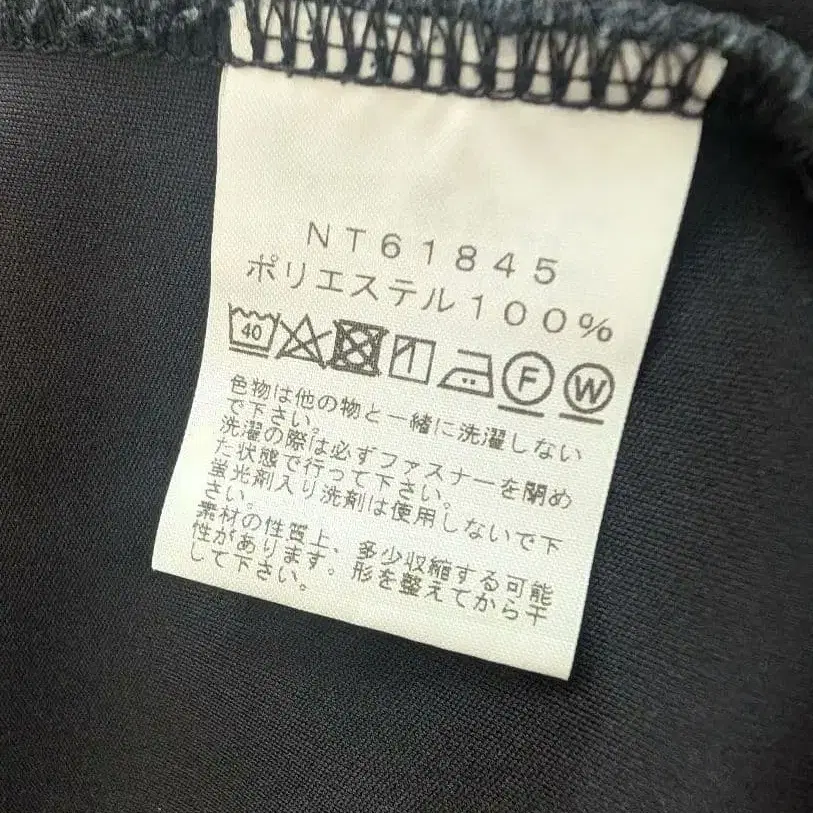 NT61845
ポリエステル100%
40 F W
色物は他の物と一緒に洗濯しない
で下さい。
洗濯の際は必ずファスナーを閉め
た状態で行って下さい。
蛍光剤入り洗剤は使用しないで下
さい。
素材の性質上、多少収縮する可能
性があります。形を整えてから干
して下さい。